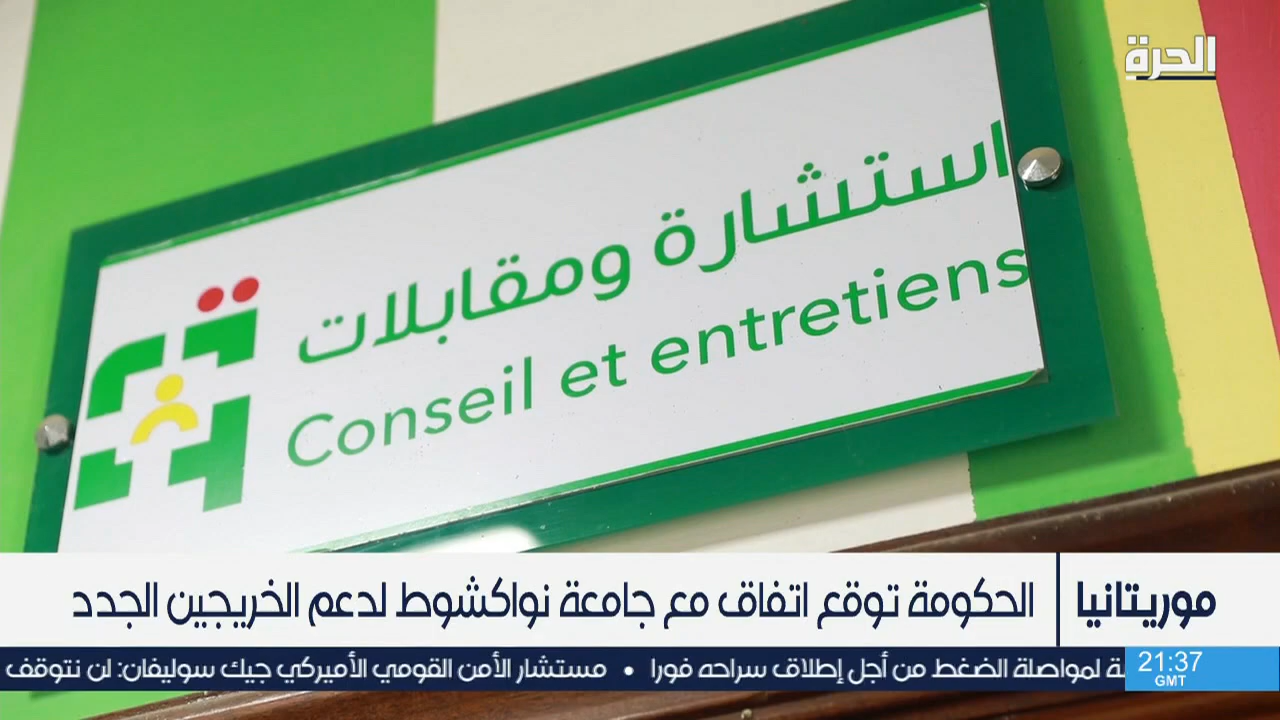 الحرة
استشارة ومقابلات
Conseil et entretiens
موريتانيا
الحكومة توقع اتفاق مع جامعة نواكشوط لدعم الخريجين الجدد
لمواصلة الضغط من أجل إطلاق سراحه فورا • مستشار الأمن القومي الأميركي جيك سوليفان: لن نتوقف
21:37
GMT